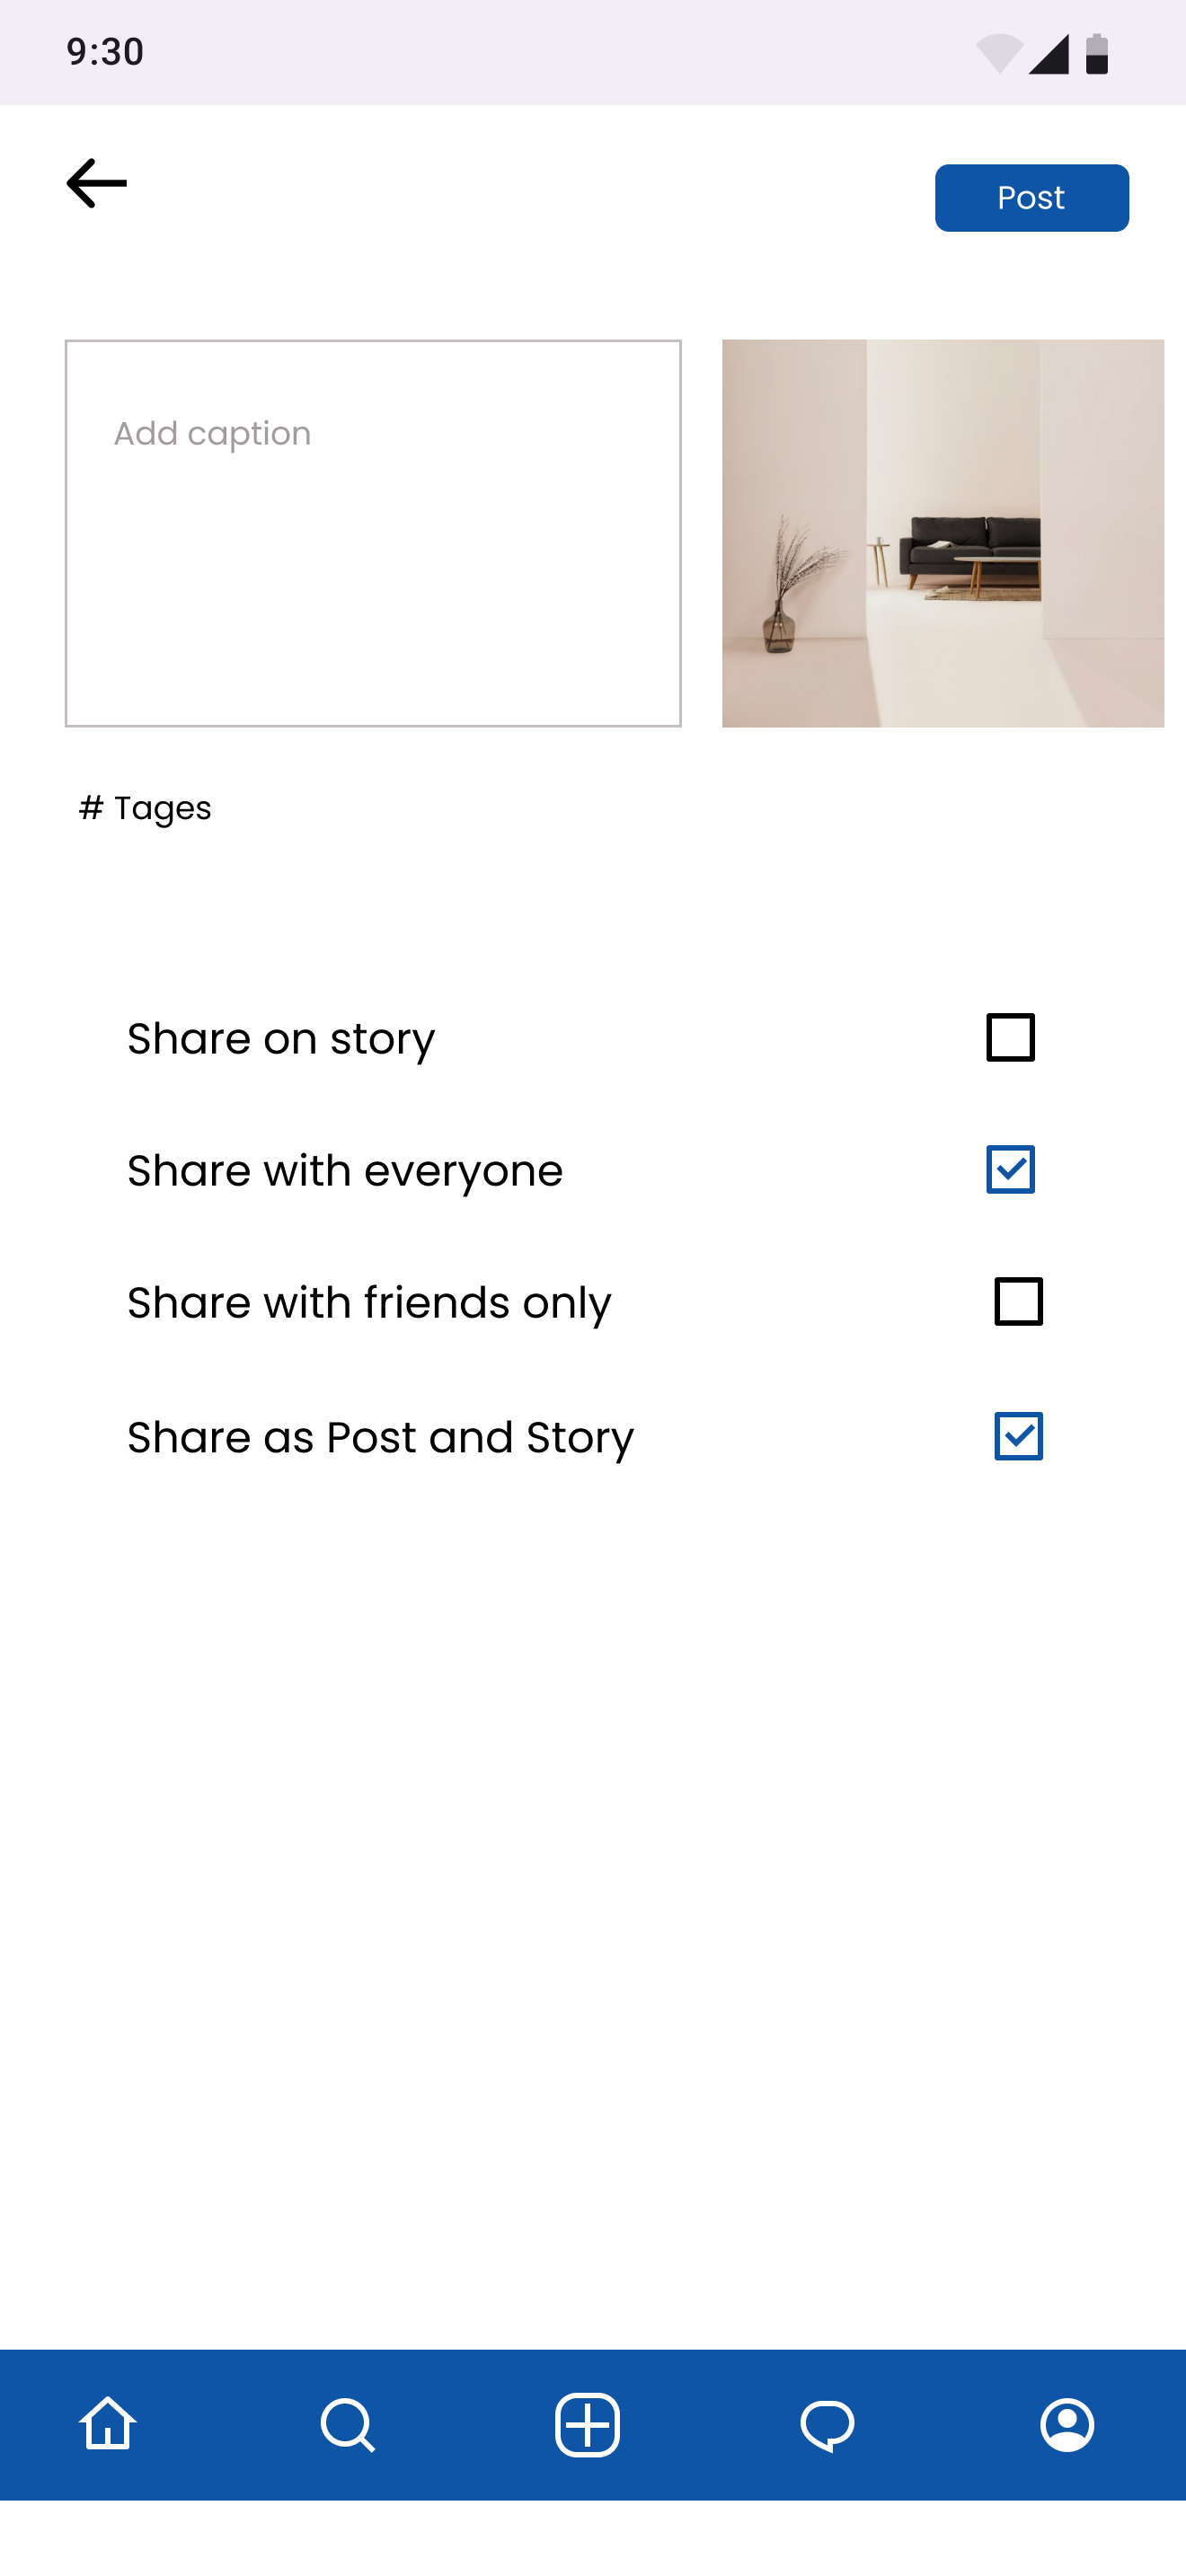 9:30
Post
Add caption
# Tages
Share on story
Share with everyone
Share with friends only
Share as Post and Story